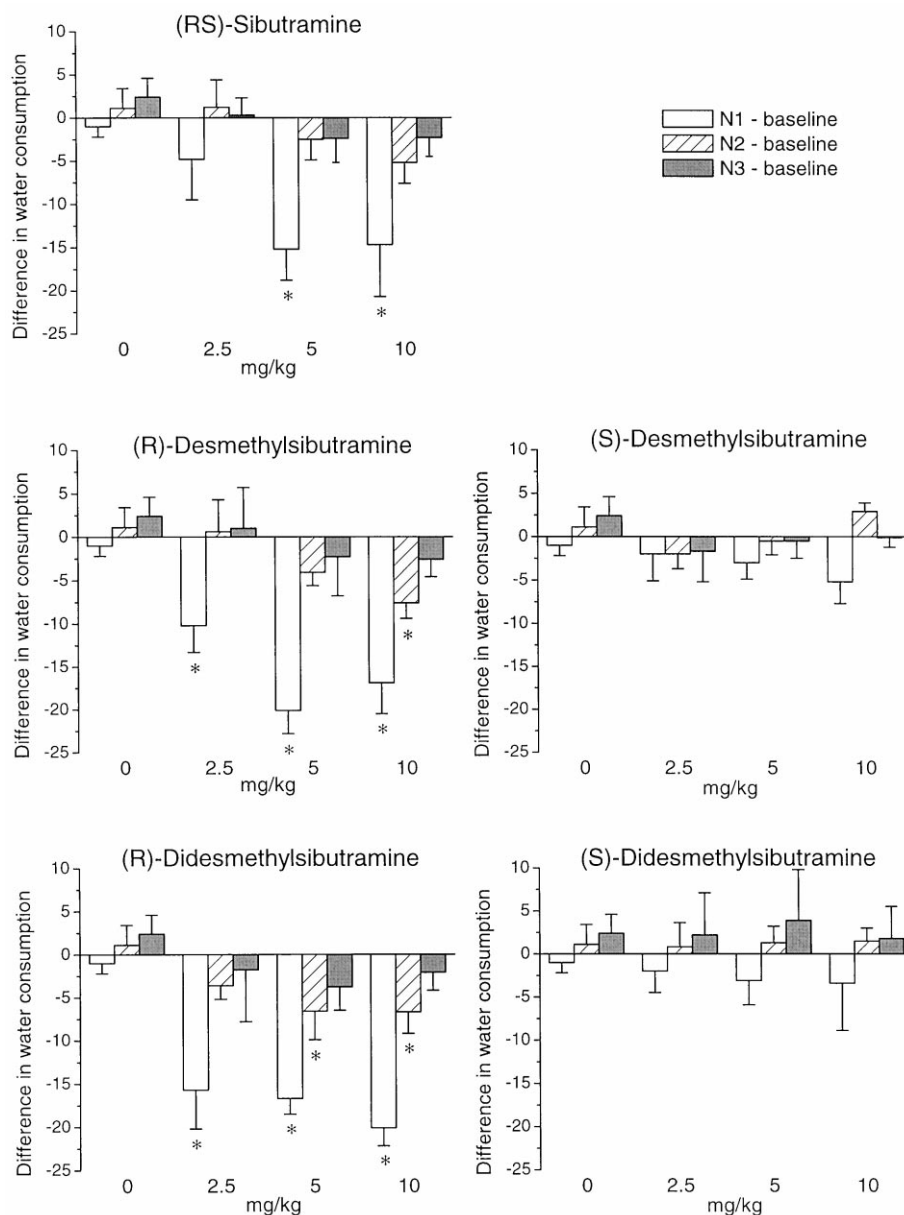 (RS)-Sibutramine
Difference in water consumption
10
5
0
-5
-10
-15
-20
-25
*
*
0 2.5 5 10
mg/kg
N1 - baseline
N2 - baseline
N3 - baseline
(R)-Desmethylsibutramine
Difference in water consumption
10
5
0
-5
-10
-15
-20
-25
*
*
*
*
0 2.5 5 10
mg/kg
(S)-Desmethylsibutramine
Difference in water consumption
10
5
0
-5
-10
-15
-20
-25
0 2.5 5 10
mg/kg
(R)-Didesmethylsibutramine
Difference in water consumption
10
5
0
-5
-10
-15
-20
-25
*
*
*
*
*
0 2.5 5 10
mg/kg
(S)-Didesmethylsibutramine
Difference in water consumption
10
5
0
-5
-10
-15
-20
-25
0 2.5 5 10
mg/kg